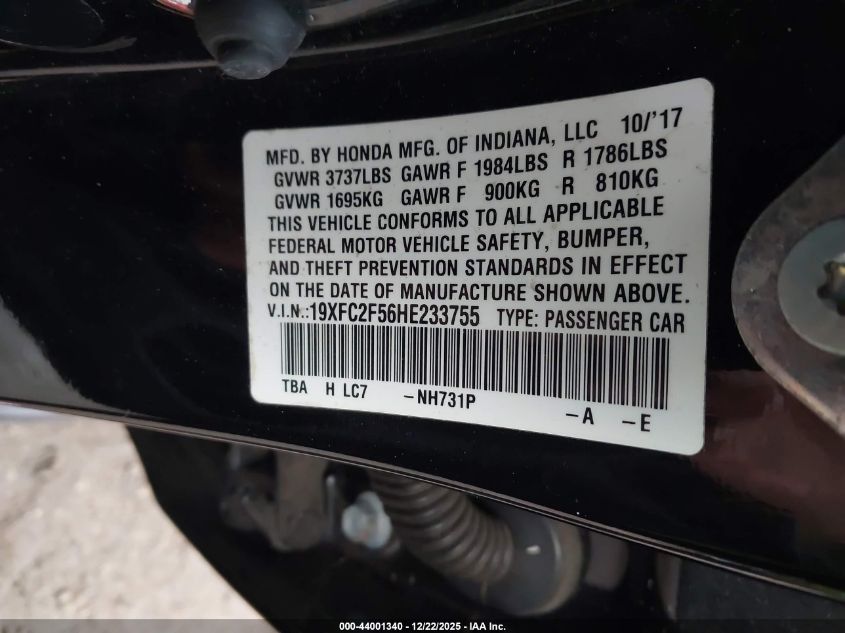 MFD. BY HONDA MFG. OF INDIANA, LLC 10/'17
GVWR 3737LBS GAWR F 1984LBS R 1786LBS
GVWR 1695KG GAWR F 900KG R 810KG
THIS VEHICLE CONFORMS TO ALL APPLICABLE
FEDERAL MOTOR VEHICLE SAFETY, BUMPER,
AND THEFT PREVENTION STANDARDS IN EFFECT
ON THE DATE OF MANUFACTURE SHOWN ABOVE.
V.I.N.:19XFC2F56HE233755 TYPE: PASSENGER CAR
TBA H LC7 -NH731P -A -E
000-44001340 - 12/22/2025 - IAA Inc.